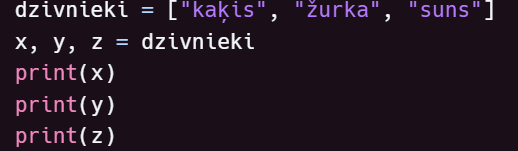 dzivnieki = ["kaķis", "žurka", "suns"]
x, y, z = dzivnieki
print(x)
print(y)
print(z)